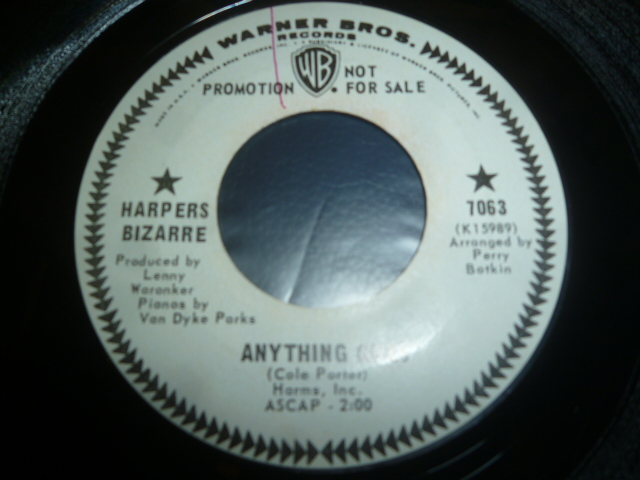 WARNER BROS.
RECORDS
WB
PROMOTION NOT
FOR SALE
HARPERS
BIZARRE
Produced by
Lenny
Waronker
Pianos by
Van Dyke Parks
7063
(K15989)
Arranged by
Perry
Botkin
ANYTHING
(Cole Porter)
Harms, Inc.
ASCAP - 2:00